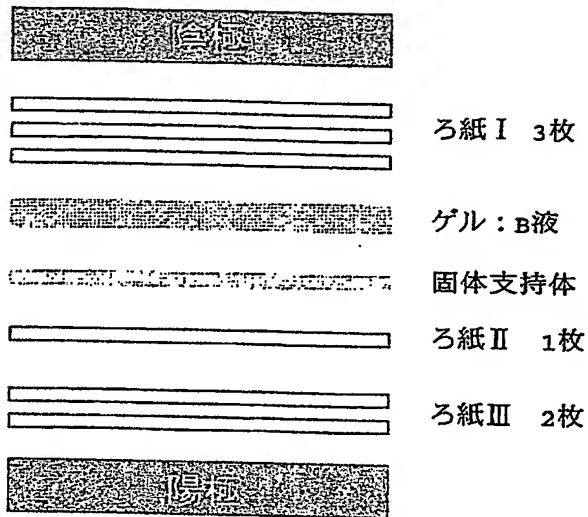 陰極
ろ紙Ⅰ 3枚
ゲル：B液
固体支持体
ろ紙Ⅱ 1枚
ろ紙Ⅲ 2枚
陽極